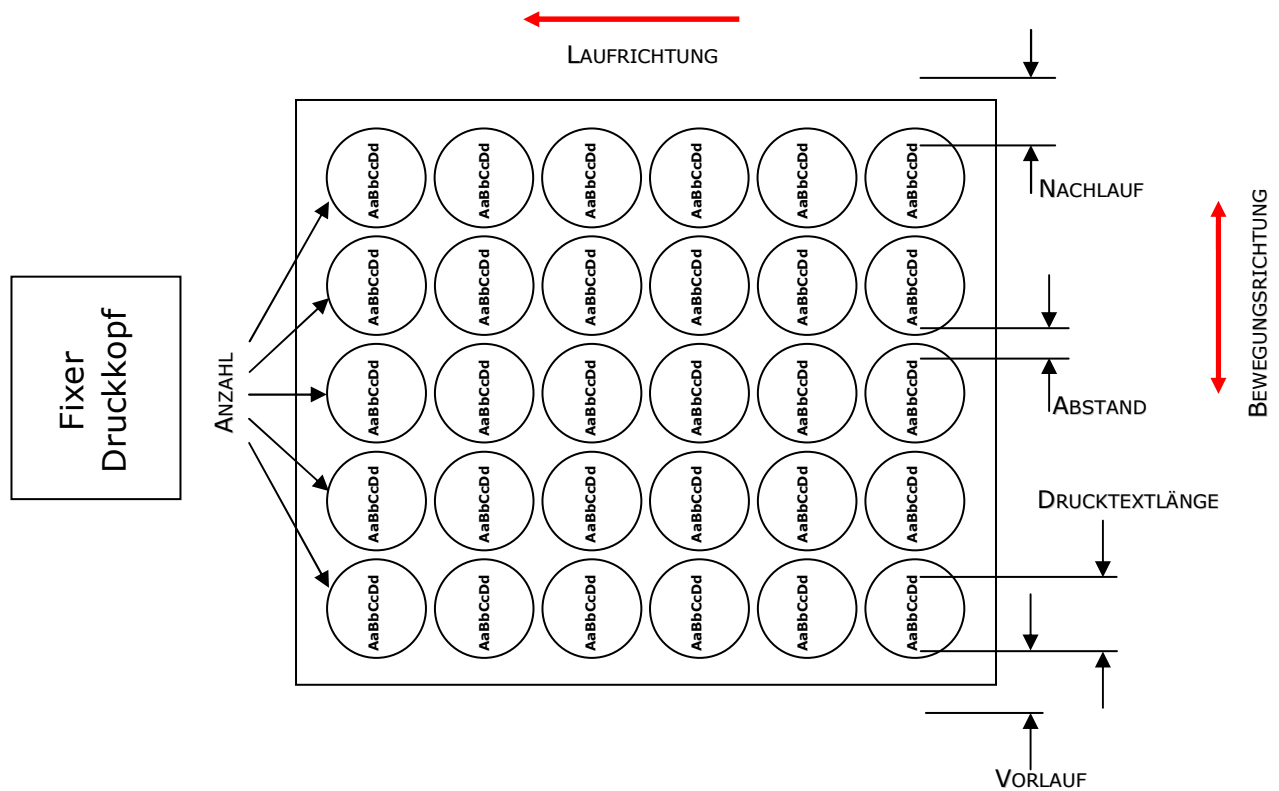 LAUFRICHTUNG
AaBbCcDd AaBbCcDd AaBbCcDd AaBbCcDd AaBbCcDd AaBbCcDd
NACHLAUF
AaBbCcDd AaBbCcDd AaBbCcDd AaBbCcDd AaBbCcDd AaBbCcDd
BEWEGUNGSRICHTUNG
Fixer
Druckkopf
ANZAHL
AaBbCcDd AaBbCcDd AaBbCcDd AaBbCcDd AaBbCcDd AaBbCcDd
ABSTAND
AaBbCcDd AaBbCcDd AaBbCcDd AaBbCcDd AaBbCcDd AaBbCcDd
DRUCKTEXTLÄNGE
AaBbCcDd AaBbCcDd AaBbCcDd AaBbCcDd AaBbCcDd AaBbCcDd
VORLAUF